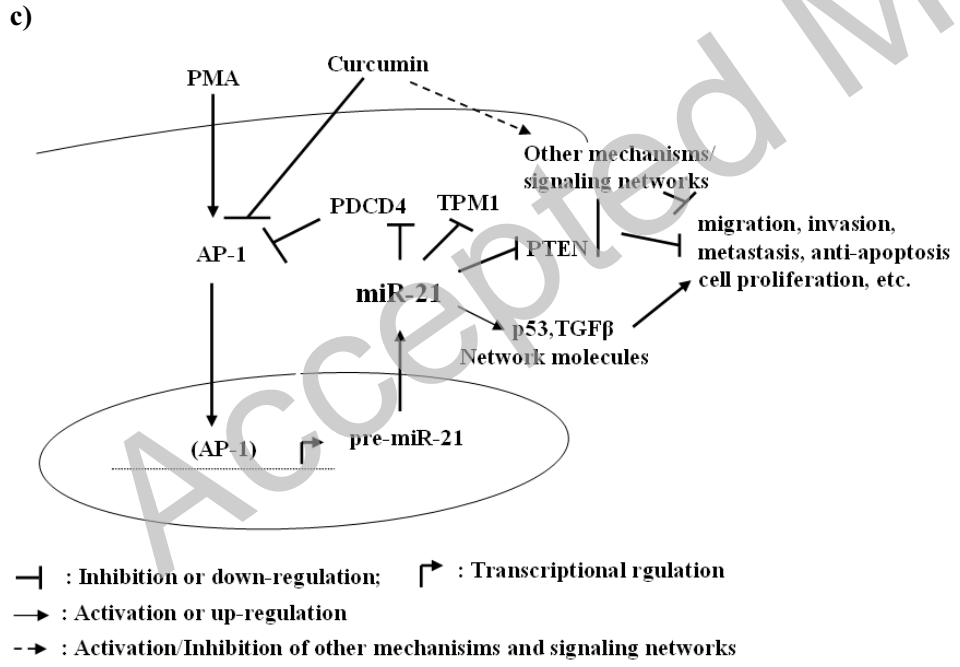 c)
Curcumin
PMA
Other mechanisms/
signaling networks
PDCD4
TPM1
migration, invasion,
AP-1
PTEN
metastasis, anti-apoptosis
cell proliferation, etc.
miR-21
p53,TGFβ
Network molecules
(AP-1)
pre-miR-21
: Inhibition or down-regulation;
: Transcriptional rgulation
: Activation or up-regulation
: Activation/Inhibition of other mechanisims and signaling networks
Accepted M